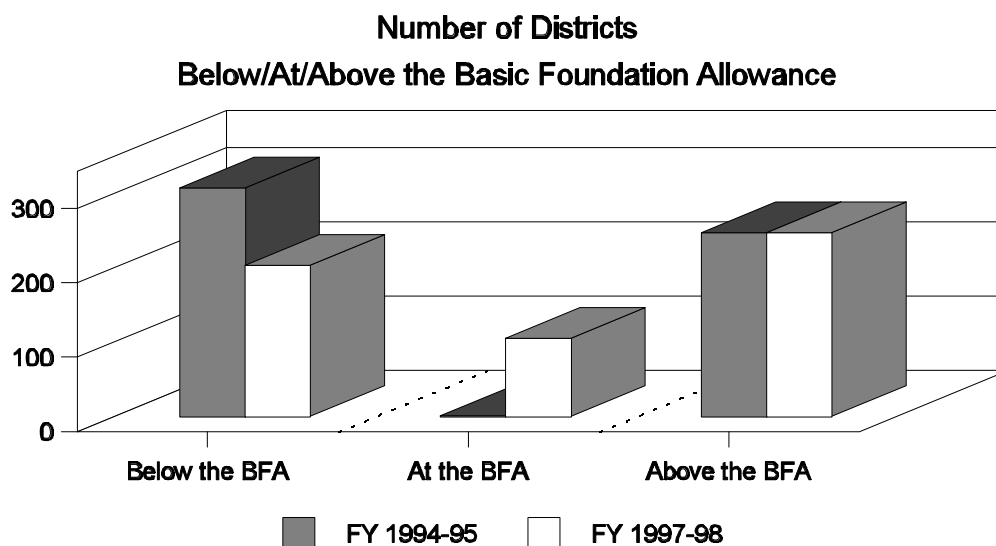 Number of Districts
Below/At/Above the Basic Foundation Allowance
300
200
100
0
Below the BFA At the BFA Above the BFA
FY 1994-95 FY 1997-98